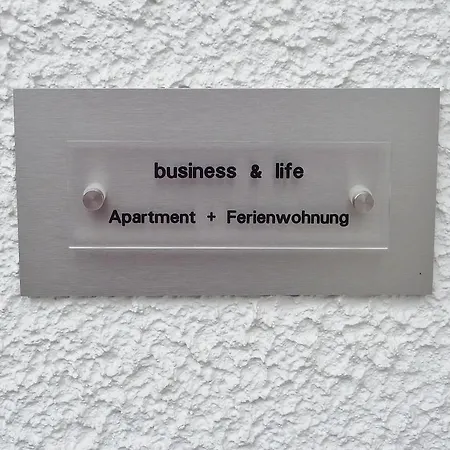 business & life
Apartment + Ferienwohnung